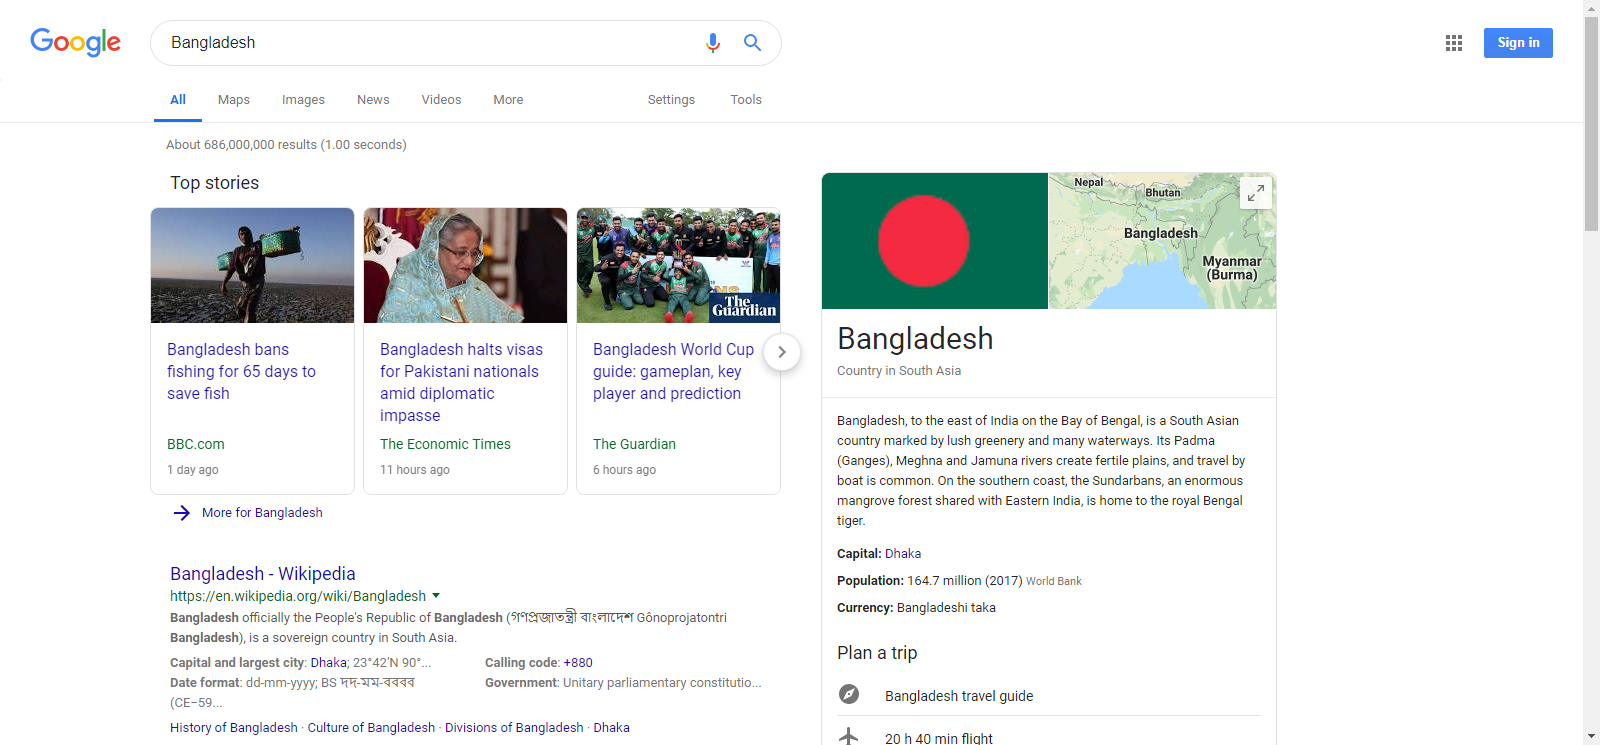 Google
Bangladesh
Sign in
All
Maps
Images
News
Videos
More
Settings
Tools
About 686,000,000 results (1.00 seconds)
Top stories
The
Guardian
Bangladesh bans
fishing for 65 days to
save fish
BBC.com
1 day ago
Bangladesh halts visas
for Pakistani nationals
amid diplomatic
impasse
The Economic Times
11 hours ago
Bangladesh World Cup
guide: gameplan, key
player and prediction
The Guardian
6 hours ago
More for Bangladesh
Bangladesh - Wikipedia
https://en.wikipedia.org/wiki/Bangladesh
Bangladesh officially the People's Republic of Bangladesh (গণপ্রজাতন্ত্রী বাংলাদেশ Gônoprojatontri
Bangladesh), is a sovereign country in South Asia.
Capital and largest city: Dhaka; 23°42′N 90°...
Calling code: +880
Date format: dd-mm-yyyy; BS দদ-মম-বববব
(CE−59...
Government: Unitary parliamentary constitutio...
History of Bangladesh · Culture of Bangladesh · Divisions of Bangladesh · Dhaka
Nepal
Bhutan
Bangladesh
Myanmar
(Burma)
Bangladesh
Country in South Asia
Bangladesh, to the east of India on the Bay of Bengal, is a South Asian
country marked by lush greenery and many waterways. Its Padma
(Ganges), Meghna and Jamuna rivers create fertile plains, and travel by
boat is common. On the southern coast, the Sundarbans, an enormous
mangrove forest shared with Eastern India, is home to the royal Bengal
tiger.
Capital: Dhaka
Population: 164.7 million (2017) World Bank
Currency: Bangladeshi taka
Plan a trip
Bangladesh travel guide
20 h 40 min flight